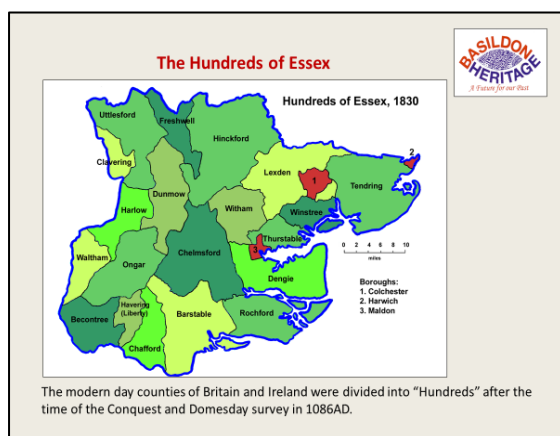 The Hundreds of Essex
BASILDON
HERITAGE
A Future for our Past
Hundreds of Essex, 1830
Uttlesford
Freshwell
Hinckford
Clavering
Lexden
1
2
Tendring
Dunmow
Harlow
Witham
Winstree
Thurstable
Waltham
Ongar
Chelmsford
3
Dengie
0 2 4 6 8 10
miles
Boroughs:
1. Colchester
2. Harwich
3. Maldon
Becontree
Havering
(Liberty)
Barstable
Rochford
Chafford
The modern day counties of Britain and Ireland were divided into “Hundreds” after the
time of the Conquest and Domesday survey in 1086AD.